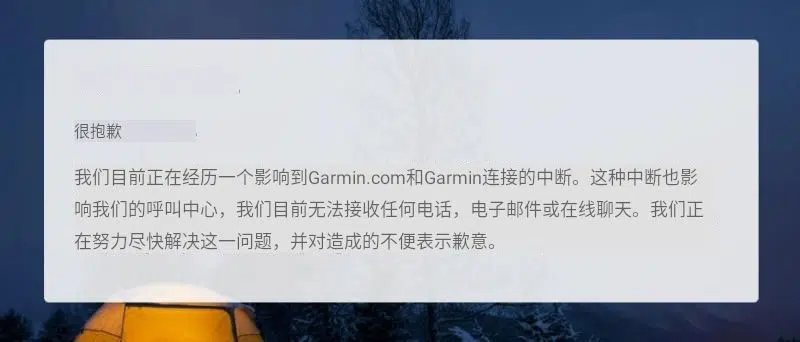 很抱歉
我们目前正在经历一个影响到Garmin.com和Garmin连接的中断。这种中断也影
响我们的呼叫中心，我们目前无法接收任何电话，电子邮件或在线聊天。我们正
在努力尽快解决这一问题，并对造成的不便表示歉意。